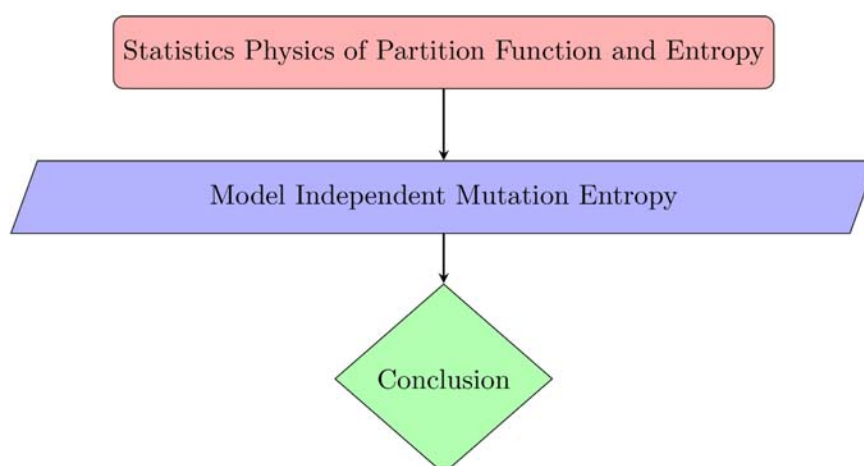 Statistics Physics of Partition Function and Entropy
Model Independent Mutation Entropy
Conclusion